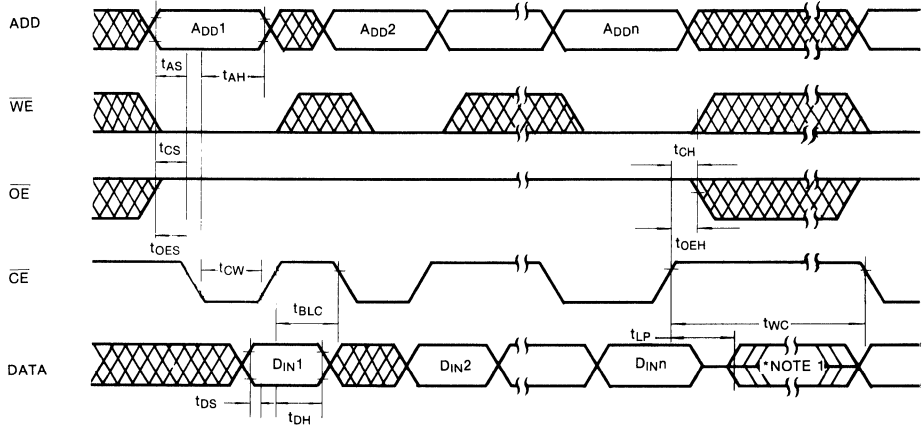 ADD
ADD1
ADD2
ADDn
tAS
tAH
WE
tCS
tCH
OE
tOES
tOEH
CE
tCW
tBLC
tLP
tWC
DATA
DIN1
DIN2
DINn
*NOTE 1
tDS
tDH